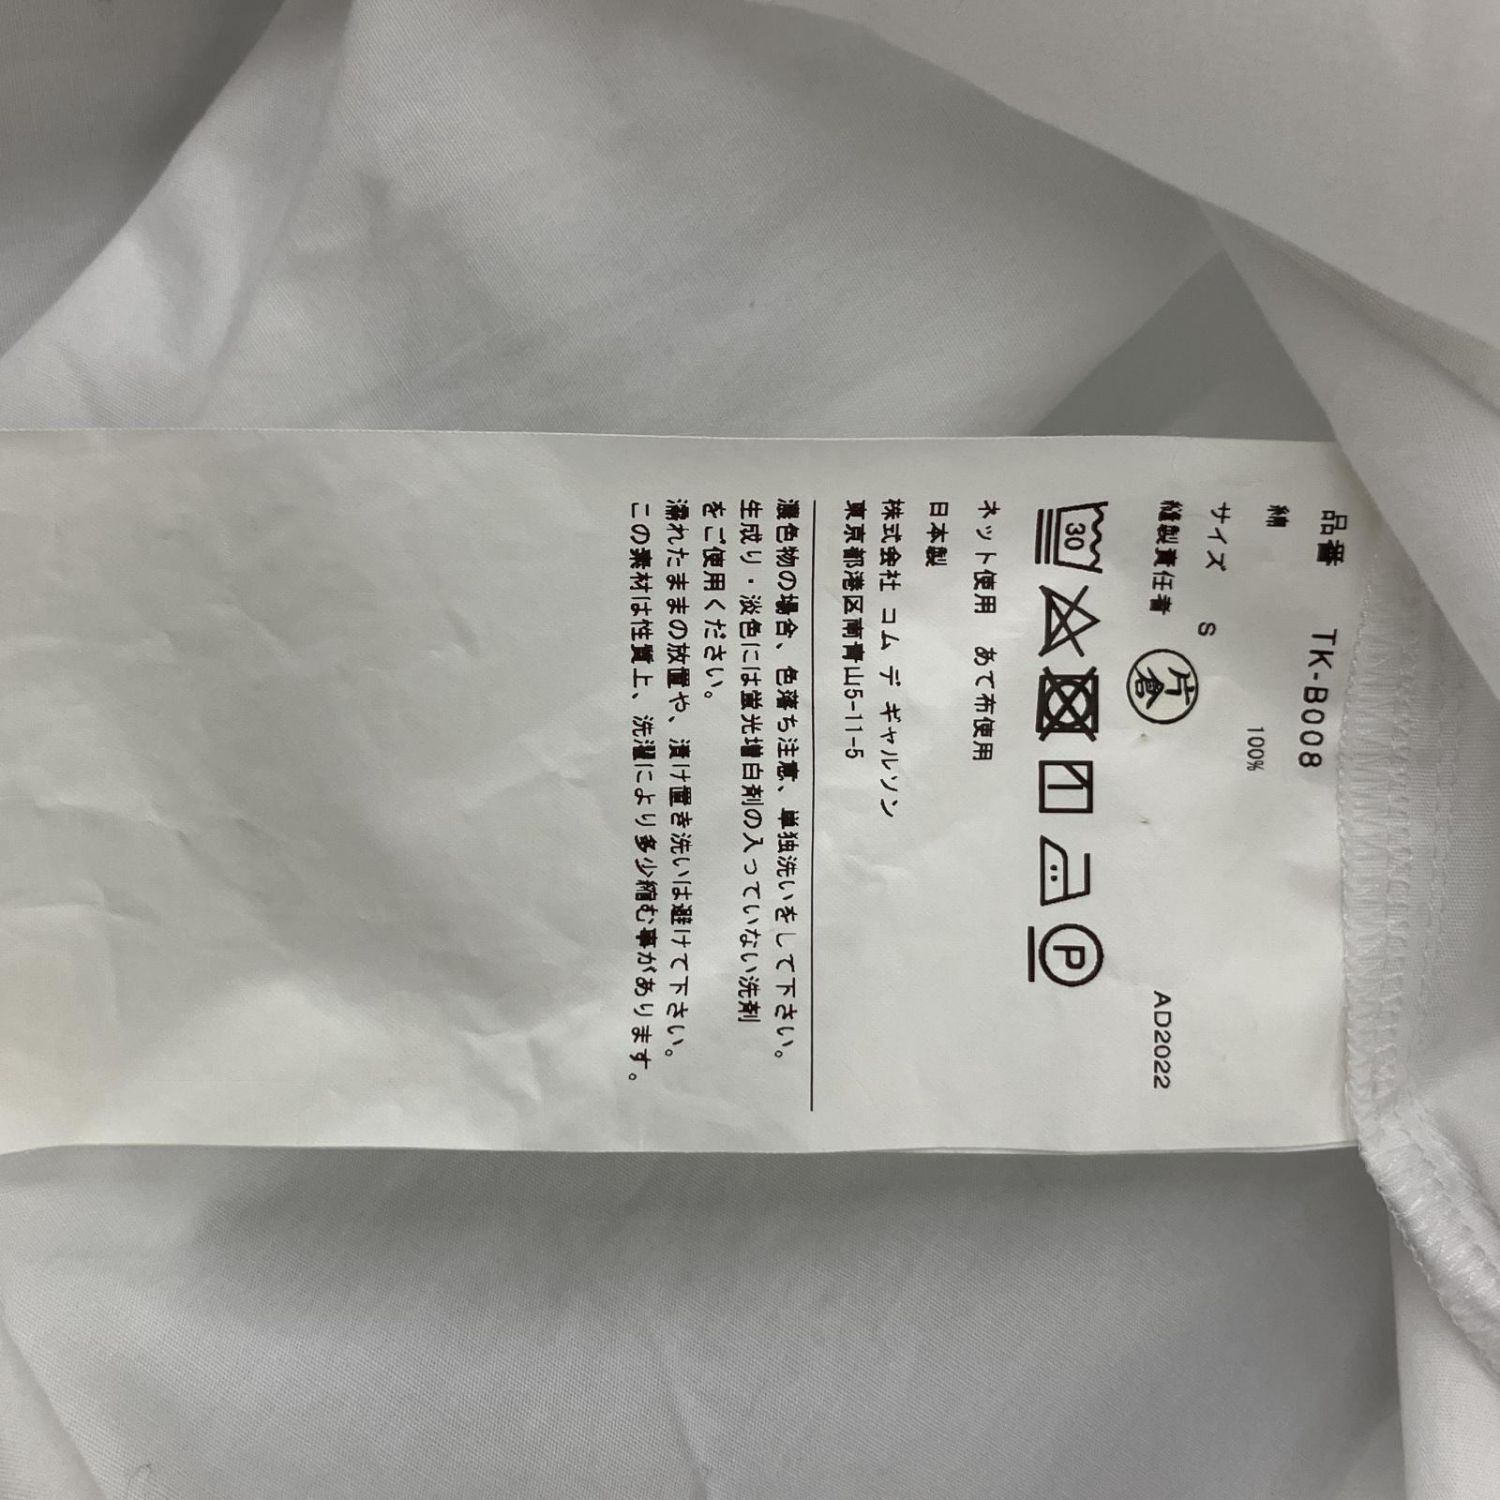 品番 TK-B008
綿 100%
サイズ S
縫製責任者 片倉 AD2022
30 P
ネット使用 あて布使用
日本製
株式会社 コム デ ギャルソン
東京都港区南青山5-11-5
濃色物の場合、色落ち注意、単独洗いをして下さい。
生成り・淡色には蛍光増白剤の入っていない洗剤
をご使用ください。
濡れたままの放置や、漬け置き洗いは避けて下さい。
この素材は性質上、洗濯により多少縮む事があります。